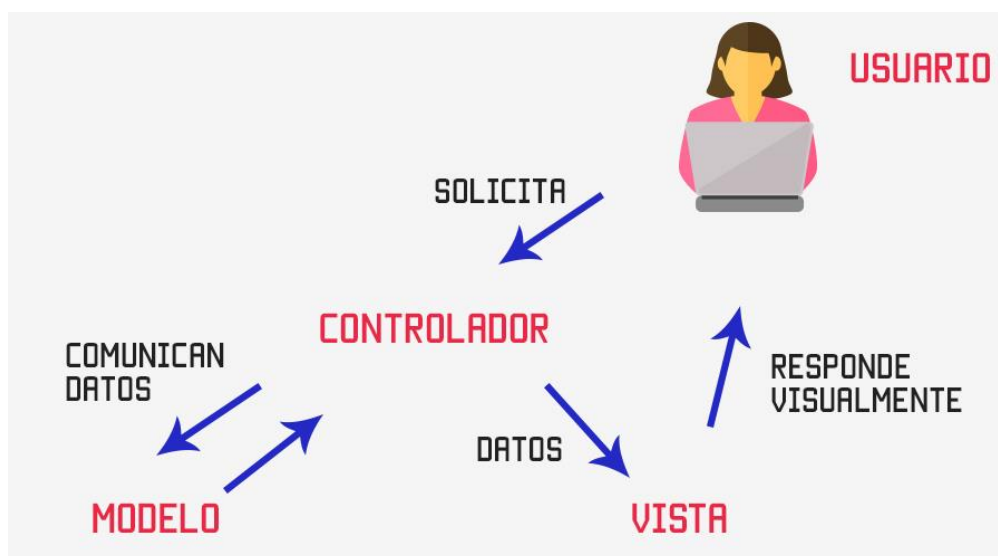 USUARIO
SOLICITA
CONTROLADOR
COMUNICAN
DATOS
RESPONDE
VISUALMENTE
DATOS
MODELO
VISTA